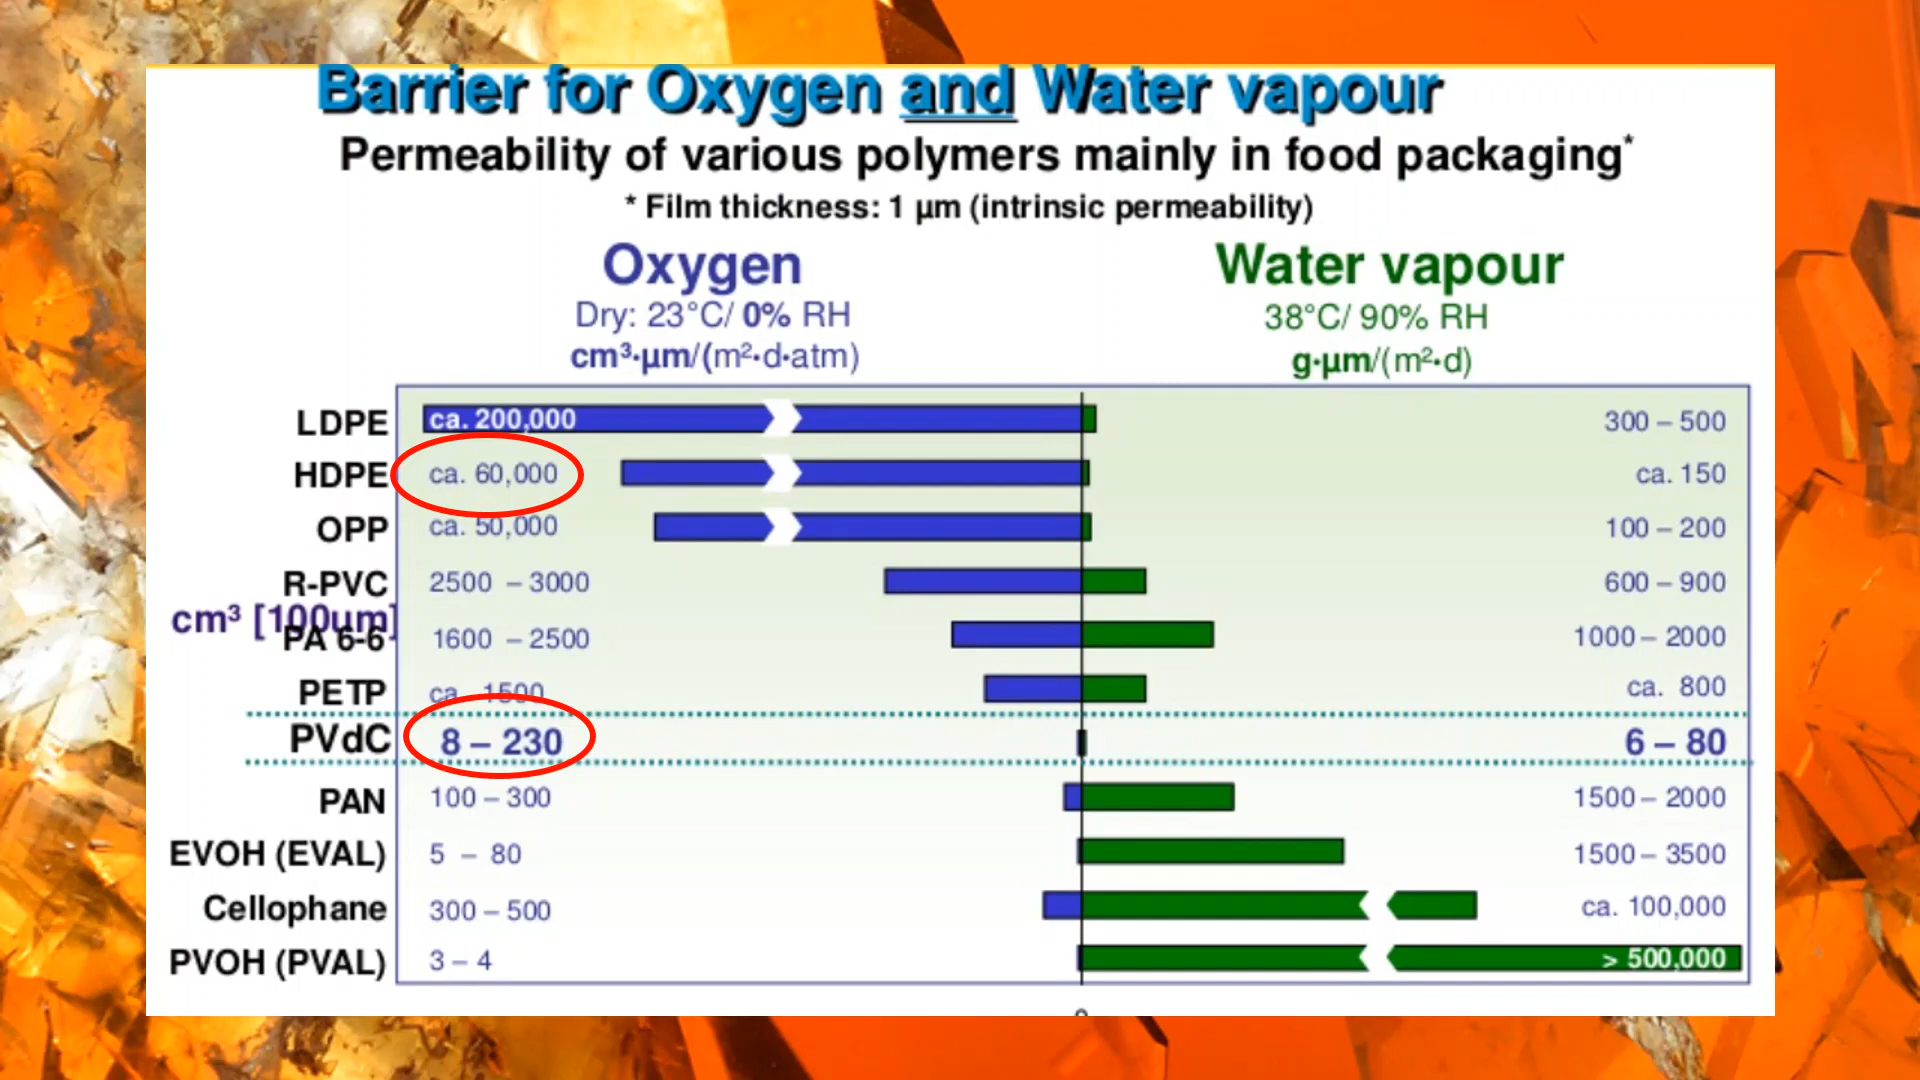 Barrier for Oxygen and Water vapour
Permeability of various polymers mainly in food packaging*
* Film thickness: 1 µm (intrinsic permeability)
Oxygen Water vapour
Dry: 23°C/ 0% RH 38°C/ 90% RH
cm³·µm/(m²·d·atm) g·µm/(m²·d)
LDPE ca. 200,000 300 – 500
HDPE ca. 60,000 ca. 150
OPP ca. 50,000 100 – 200
R-PVC 2500 – 3000 600 – 900
cm³ [100um]
PA 6-6 1600 – 2500 1000 – 2000
PETP ca. 1500 ca. 800
PVdC 8 – 230 6 – 80
PAN 100 – 300 1500 – 2000
EVOH (EVAL) 5 – 80 1500 – 3500
Cellophane 300 – 500 ca. 100,000
PVOH (PVAL) 3 – 4 > 500,000